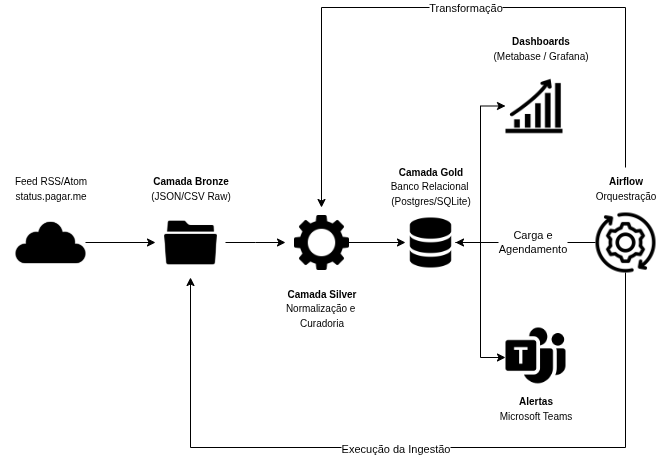 Transformação
Dashboards
(Metabase / Grafana)
Feed RSS/Atom
status.pagar.me
Camada Bronze
(JSON/CSV Raw)
Camada Gold
Banco Relacional
(Postgres/SQLite)
Airflow
Orquestração
Carga e
Agendamento
Camada Silver
Normalização e
Curadoria
T
Alertas
Microsoft Teams
Execução da Ingestão